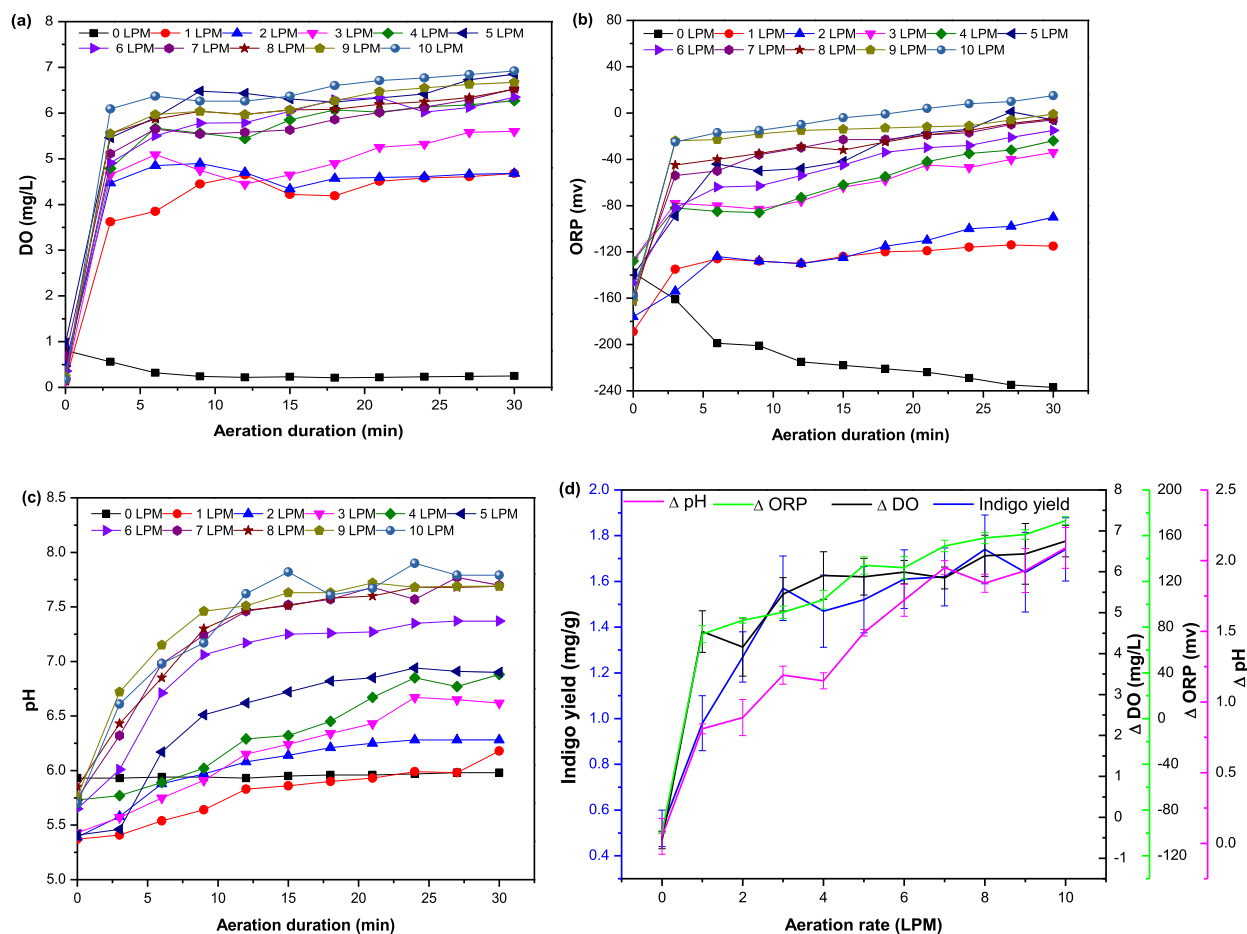 (a)
0 LPM 1 LPM 2 LPM 3 LPM 4 LPM 5 LPM
6 LPM 7 LPM 8 LPM 9 LPM 10 LPM
8
7
6
5
4
3
2
1
0
DO (mg/L)
0 5 10 15 20 25 30
Aeration duration (min)
(b)
0 LPM 1 LPM 2 LPM 3 LPM 4 LPM 5 LPM
6 LPM 7 LPM 8 LPM 9 LPM 10 LPM
80
40
0
-40
-80
-120
-160
-200
-240
ORP (mv)
0 5 10 15 20 25 30
Aeration duration (min)
(c)
0 LPM 1 LPM 2 LPM 3 LPM 4 LPM 5 LPM
6 LPM 7 LPM 8 LPM 9 LPM 10 LPM
8.5
8.0
7.5
7.0
6.5
6.0
5.5
5.0
pH
0 5 10 15 20 25 30
Aeration duration (min)
(d)
Δ pH Δ ORP Δ DO Indigo yield
2.0
1.8
1.6
1.4
1.2
1.0
0.8
0.6
0.4
Indigo yield (mg/g)
0 2 4 6 8 10
Aeration rate (LPM)
8
7
6
5
4
3
2
1
0
-1
Δ DO (mg/L)
200
160
120
80
40
0
-40
-80
-120
Δ ORP (mv)
2.5
2.0
1.5
1.0
0.5
0.0
Δ pH